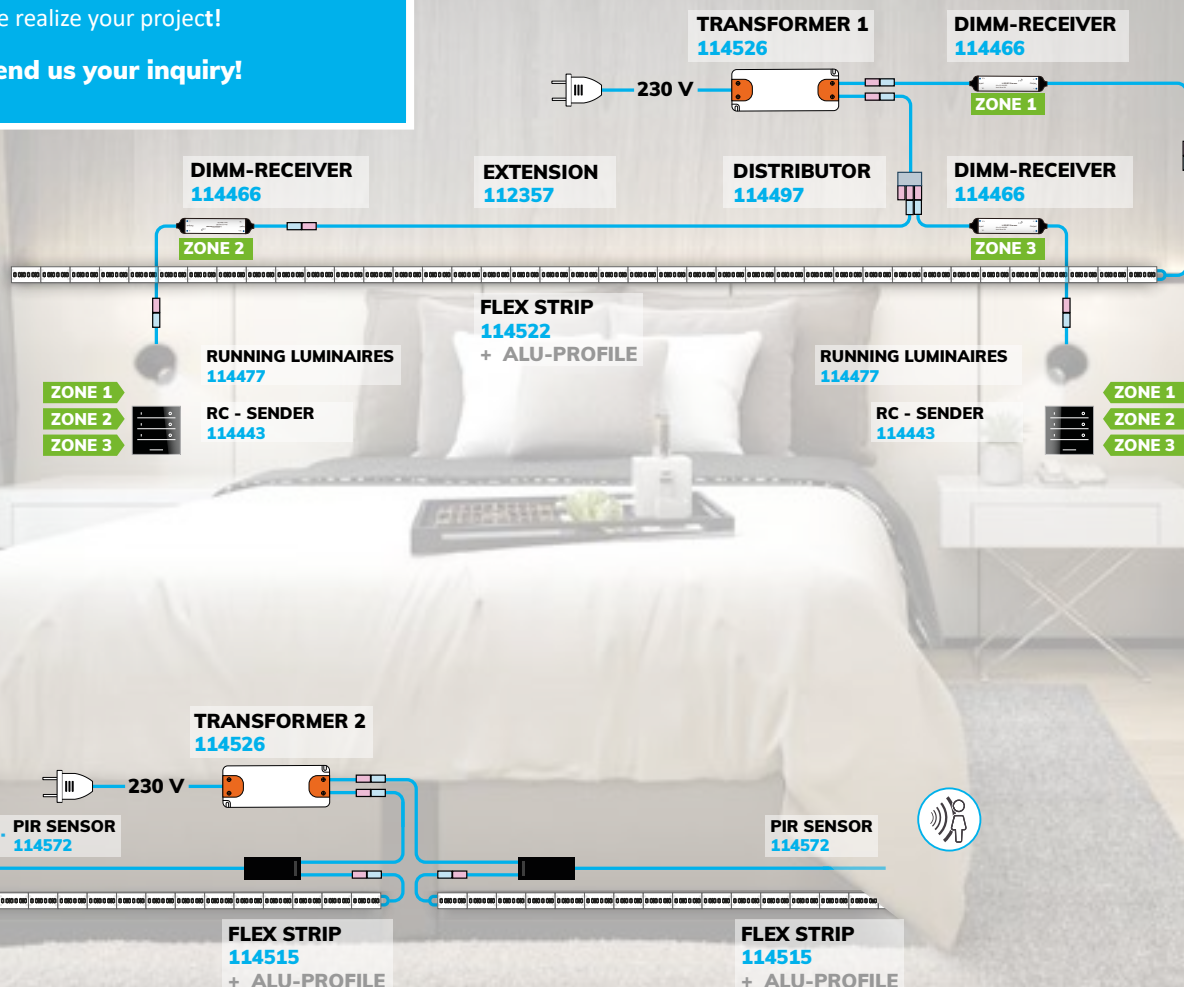 e realize your project!
end us your inquiry!
TRANSFORMER 1
114526
DIMM-RECEIVER
114466
230 V
ZONE 1
DIMM-RECEIVER
114466
EXTENSION
112357
DISTRIBUTOR
114497
DIMM-RECEIVER
114466
ZONE 2
ZONE 3
FLEX STRIP
114522
+ ALU-PROFILE
RUNNING LUMINAIRES
114477
RUNNING LUMINAIRES
114477
ZONE 1
ZONE 2
ZONE 3
RC - SENDER
114443
RC - SENDER
114443
ZONE 1
ZONE 2
ZONE 3
TRANSFORMER 2
114526
230 V
PIR SENSOR
114572
PIR SENSOR
114572
FLEX STRIP
114515
+ ALU-PROFILE
FLEX STRIP
114515
+ ALU-PROFILE